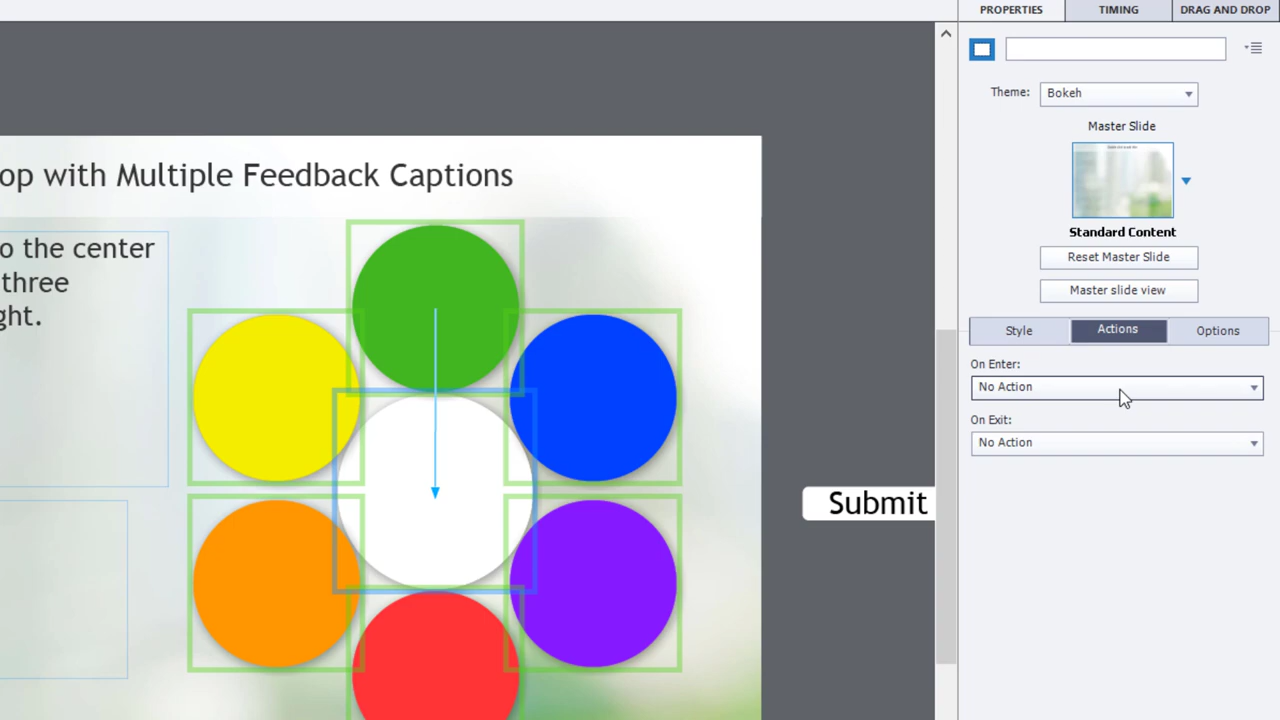 PROPERTIES
TIMING
DRAG AND DROP
Theme:
Bokeh
Master Slide
Standard Content
Reset Master Slide
Master slide view
Style
Actions
Options
On Enter:
No Action
On Exit:
No Action
op with Multiple Feedback Captions
o the center
three
ght.
Submit